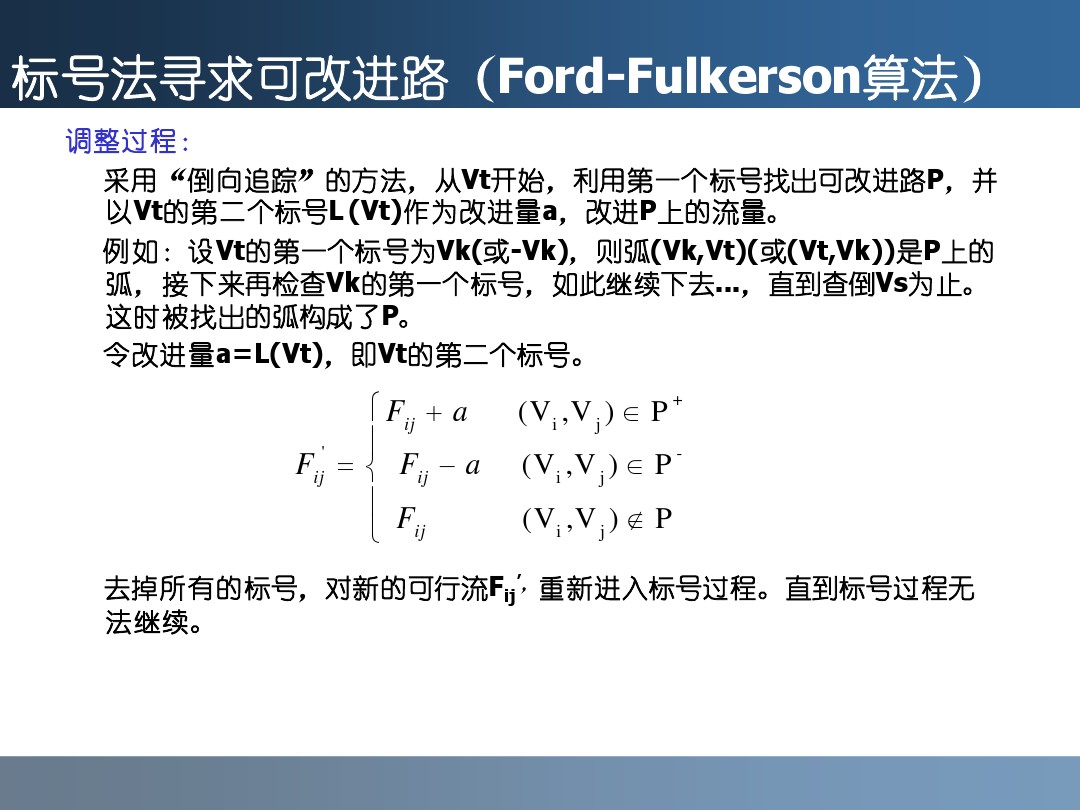 标号法寻求可改进路（Ford-Fulkerson算法）
调整过程：
采用“倒向追踪”的方法，从Vt开始，利用第一个标号找出可改进路P，并
以Vt的第二个标号L (Vt)作为改进量a，改进P上的流量。
例如：设Vt的第一个标号为Vk(或-Vk)，则弧(Vk,Vt)(或(Vt,Vk))是P上的
弧，接下来再检查Vk的第一个标号，如此继续下去...，直到查倒Vs为止。
这时被找出的弧构成了P。
令改进量a=L(Vt)，即Vt的第二个标号。
F_{ij} + a (V_i ,V_j ) ∈ P^+
F_{ij}^' = { F_{ij} − a (V_i ,V_j ) ∈ P^-
F_{ij} (V_i ,V_j ) ∉ P
去掉所有的标号，对新的可行流F_{ij}’，重新进入标号过程。直到标号过程无
法继续。